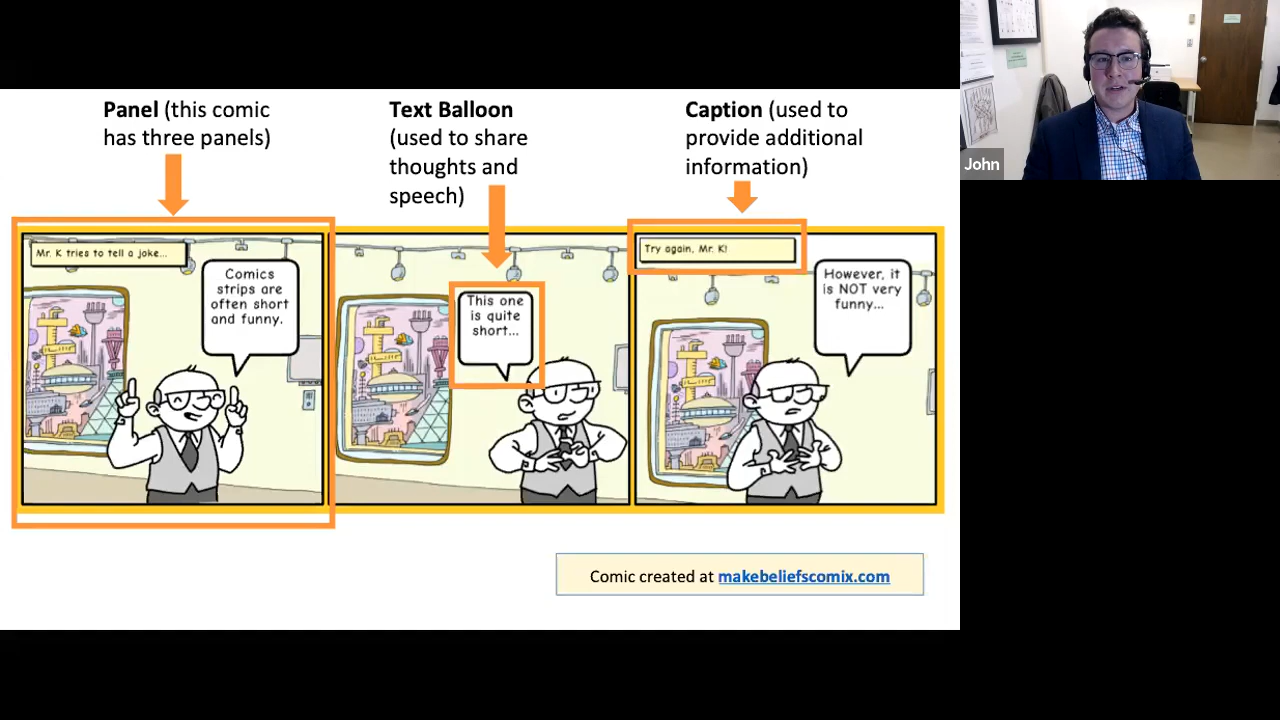 Panel (this comic
has three panels)
Text Balloon
(used to share
thoughts and
speech)
Caption (used to
provide additional
information)
Mr. K tries to tell a joke...
Comics
strips are
often short
and funny.
This one
is quite
short...
Try again, Mr. K!
However, it
is NOT very
funny...
Comic created at makebeliefscomix.com
John